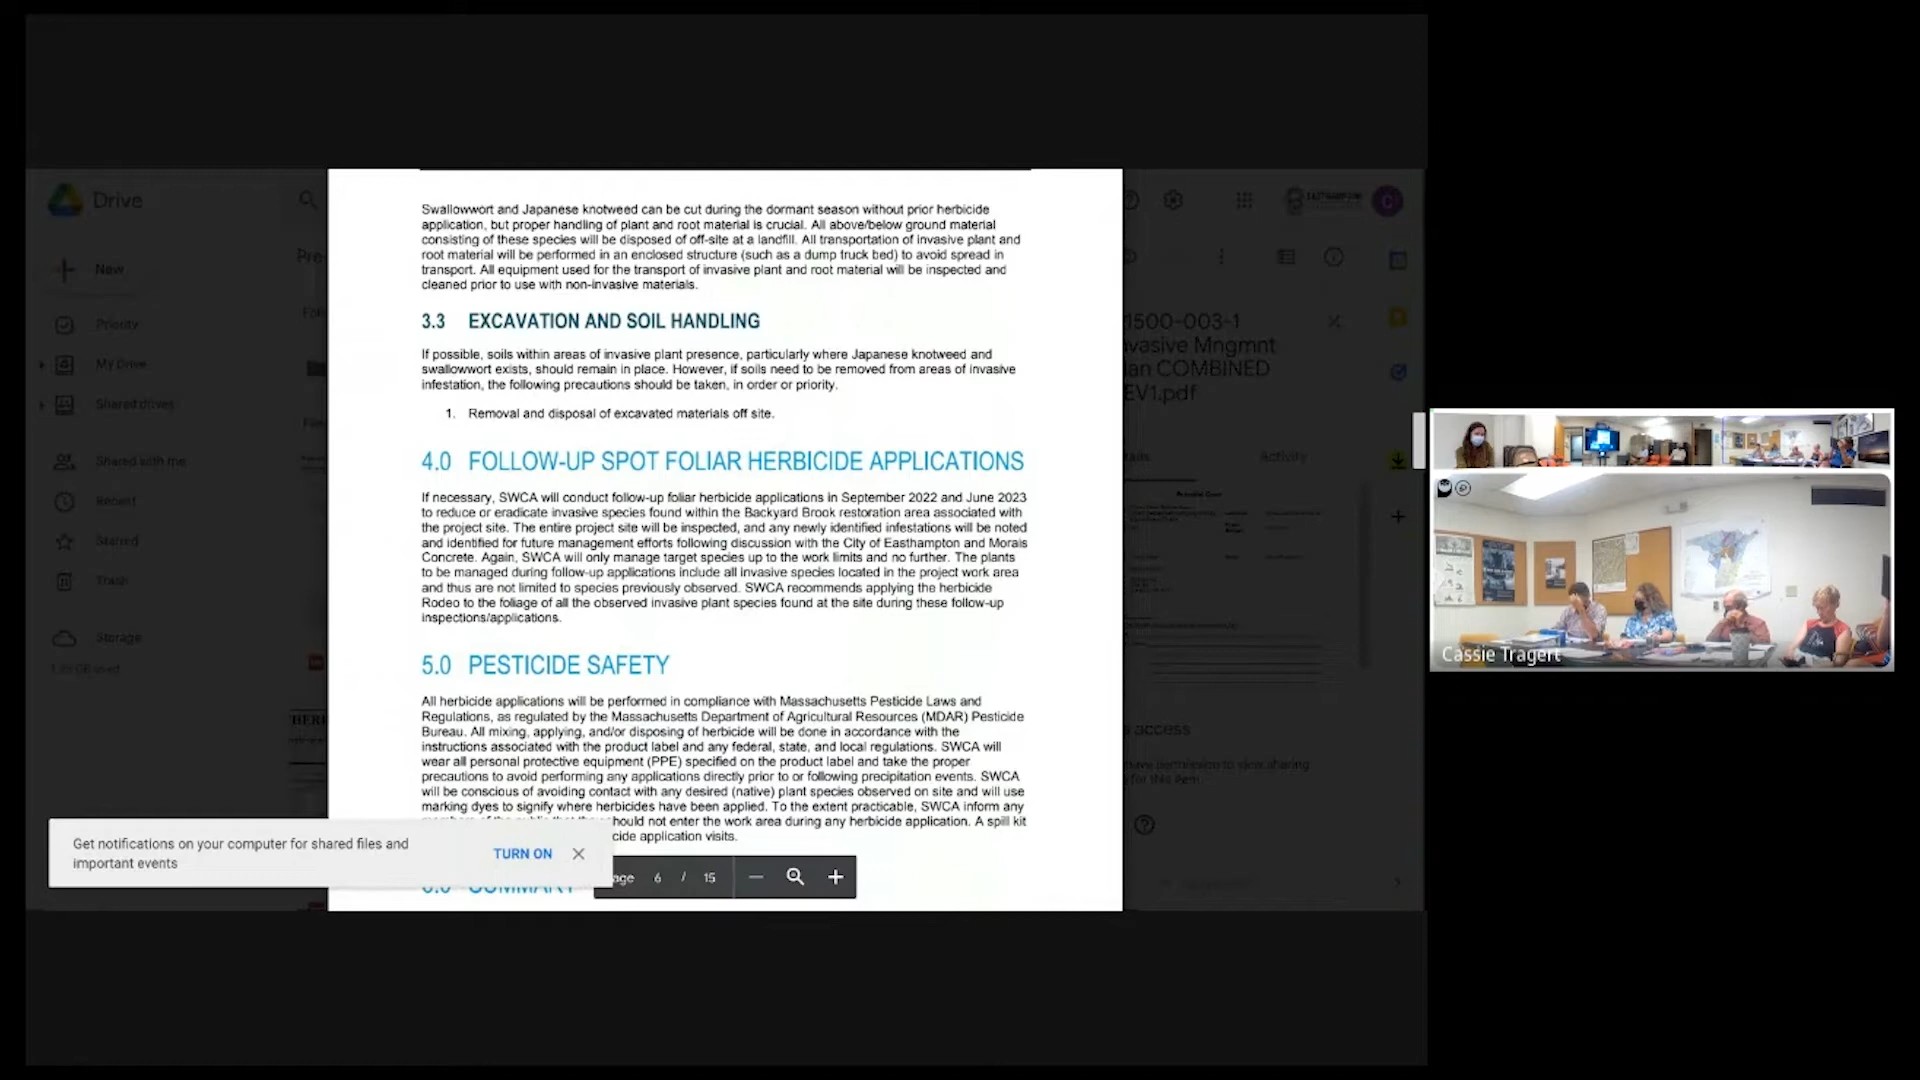 Drive
New
Priority
My Drive
Shared drives
Shared with me
Recent
Starred
Trash
Storage
Swallowwort and Japanese knotweed can be cut during the dormant season without prior herbicide
application, but proper handling of plant and root material is crucial. All above/below ground material
consisting of these species will be disposed of off-site at a landfill. All transportation of invasive plant and
root material will be performed in an enclosed structure (such as a dump truck bed) to avoid spread in
transport. All equipment used for the transport of invasive plant and root material will be inspected and
cleaned prior to use with non-invasive materials.
3.3 EXCAVATION AND SOIL HANDLING
If possible, soils within areas of invasive plant presence, particularly where Japanese knotweed and
swallowwort exists, should remain in place. However, if soils need to be removed from areas of invasive
infestation, the following precautions should be taken, in order or priority.
1. Removal and disposal of excavated materials off site.
4.0 FOLLOW-UP SPOT FOLIAR HERBICIDE APPLICATIONS
If necessary, SWCA will conduct follow-up foliar herbicide applications in September 2022 and June 2023
to reduce or eradicate invasive species found within the Backyard Brook restoration area associated with
the project site. The entire project site will be inspected, and any newly identified infestations will be noted
and identified for future management efforts following discussion with the City of Easthampton and Morais
Concrete. Again, SWCA will only manage target species up to the work limits and no further. The plants
to be managed during follow-up applications include all invasive species located in the project work area
and thus are not limited to species previously observed. SWCA recommends applying the herbicide
Rodeo to the foliage of all the observed invasive plant species found at the site during these follow-up
inspections/applications.
5.0 PESTICIDE SAFETY
All herbicide applications will be performed in compliance with Massachusetts Pesticide Laws and
Regulations, as regulated by the Massachusetts Department of Agricultural Resources (MDAR) Pesticide
Bureau. All mixing, applying, and/or disposing of herbicide will be done in accordance with the
instructions associated with the product label and any federal, state, and local regulations. SWCA will
wear all personal protective equipment (PPE) specified on the product label and take the proper
precautions to avoid performing any applications directly prior to or following precipitation events. SWCA
will be conscious of avoiding contact with any desired (native) plant species observed on site and will use
marking dyes to signify where herbicides have been applied. To the extent practicable, SWCA inform any
should not enter the work area during any herbicide application. A spill kit
cide application visits.
6.0 SUMMARY
Get notifications on your computer for shared files and
important events
TURN ON
age 6 / 15
1500-003-1
nvasive Mngmnt
lan COMBINED
EV1.pdf
Activity
access
C
Cassie Tragert